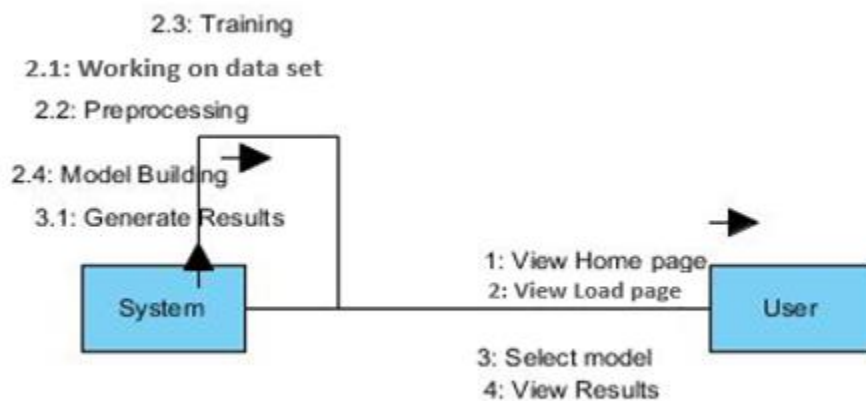 2.3: Training
2.1: Working on data set
2.2: Preprocessing
2.4: Model Building
3.1: Generate Results
1: View Home page
2: View Load page
System
User
3: Select model
4: View Results